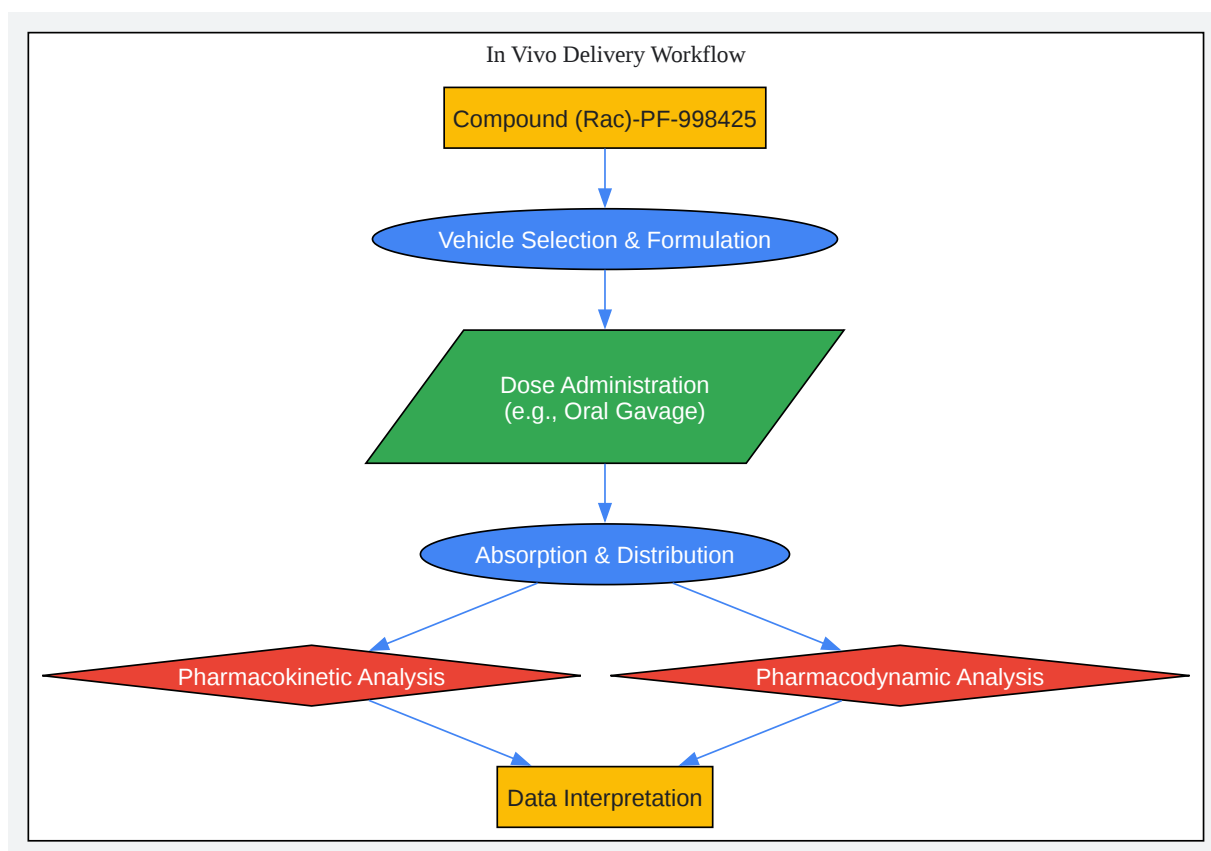 In Vivo Delivery Workflow
Compound (Rac)-PF-998425
Vehicle Selection & Formulation
Dose Administration
(e.g., Oral Gavage)
Absorption & Distribution
Pharmacokinetic Analysis
Pharmacodynamic Analysis
Data Interpretation